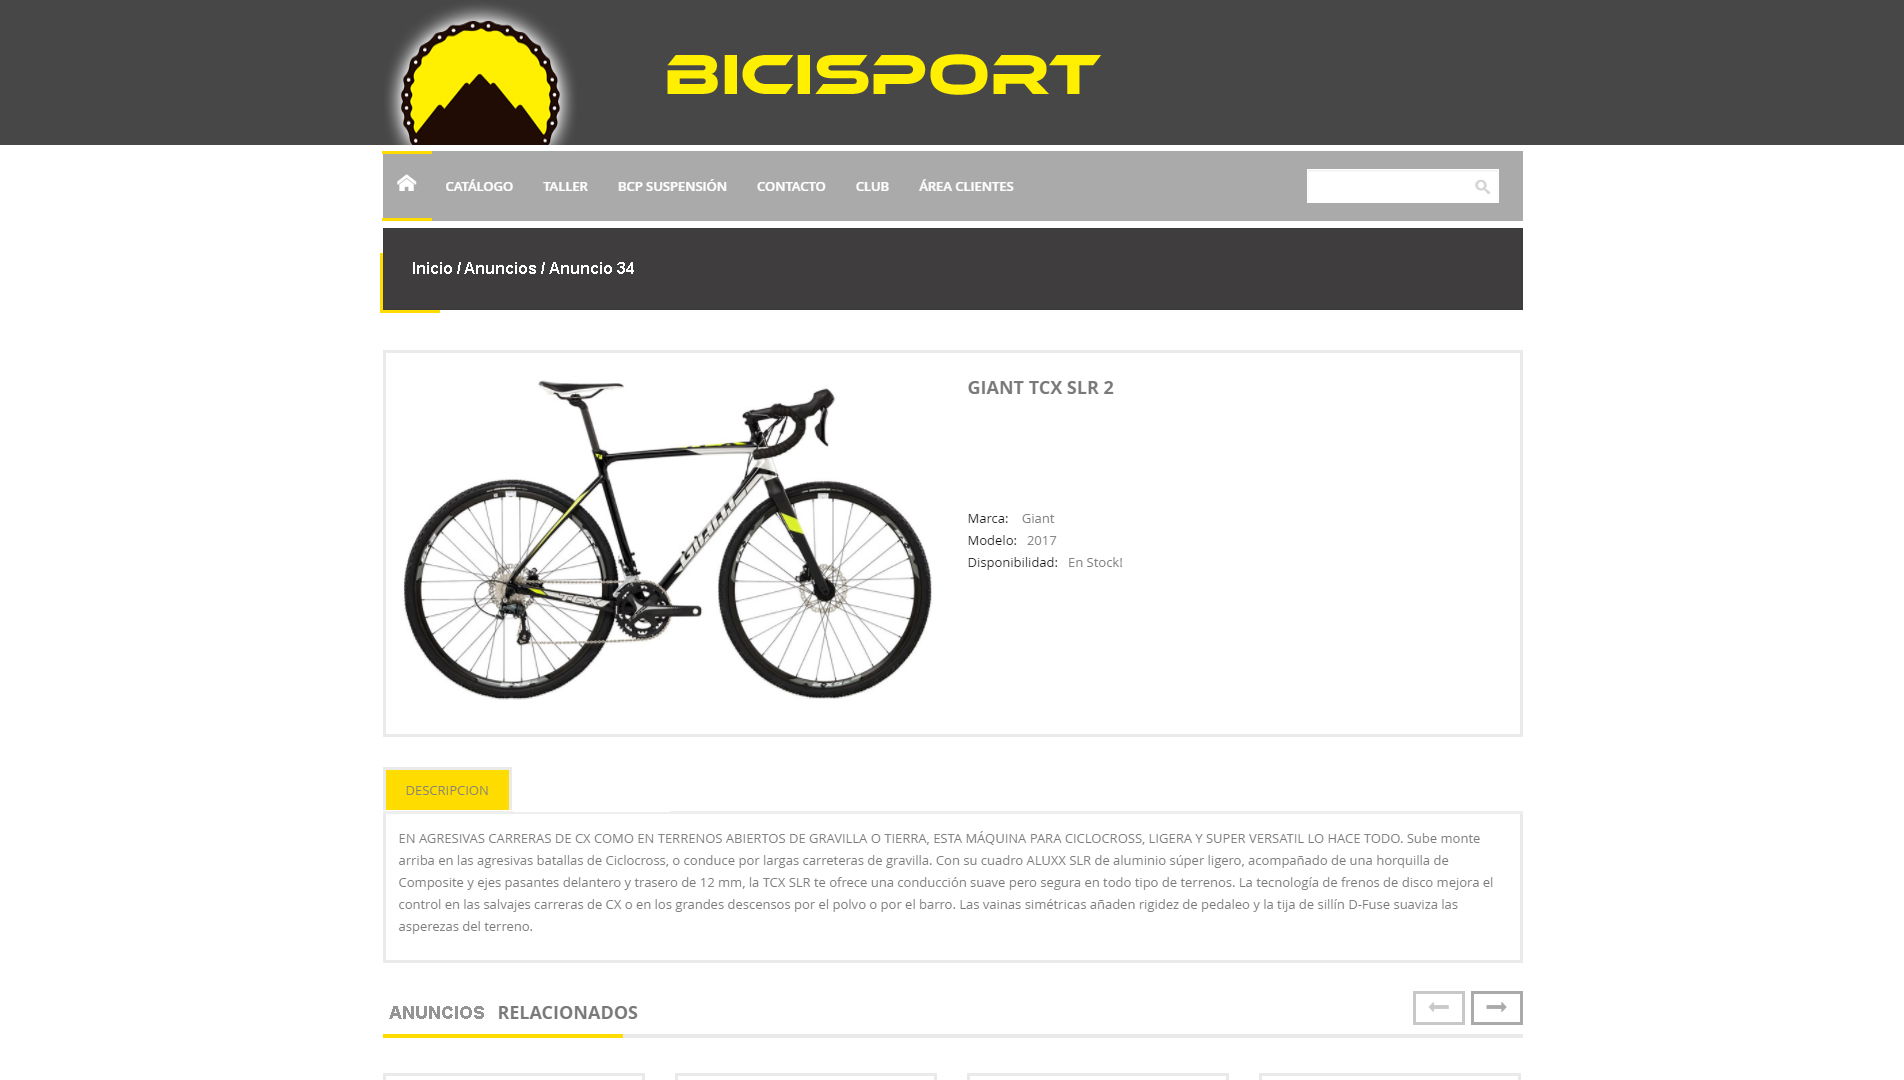 BICISPORT
CATÁLOGO TALLER BCP SUSPENSIÓN CONTACTO CLUB ÁREA CLIENTES
Inicio / Anuncios / Anuncio 34
GIANT TCX SLR 2
GIANT
TCX
Marca: Giant
Modelo: 2017
Disponibilidad: En Stock!
DESCRIPCION
EN AGRESIVAS CARRERAS DE CX COMO EN TERRENOS ABIERTOS DE GRAVILLA O TIERRA, ESTA MÁQUINA PARA CICLOCROSS, LIGERA Y SUPER VERSATIL LO HACE TODO. Sube monte
arriba en las agresivas batallas de Ciclocross, o conduce por largas carreteras de gravilla. Con su cuadro ALUXX SLR de aluminio súper ligero, acompañado de una horquilla de
Composite y ejes pasantes delantero y trasero de 12 mm, la TCX SLR te ofrece una conducción suave pero segura en todo tipo de terrenos. La tecnología de frenos de disco mejora el
control en las salvajes carreras de CX o en los grandes descensos por el polvo o por el barro. Las vainas simétricas añaden rigidez de pedaleo y la tija de sillín D-Fuse suaviza las
asperezas del terreno.
ANUNCIOS RELACIONADOS